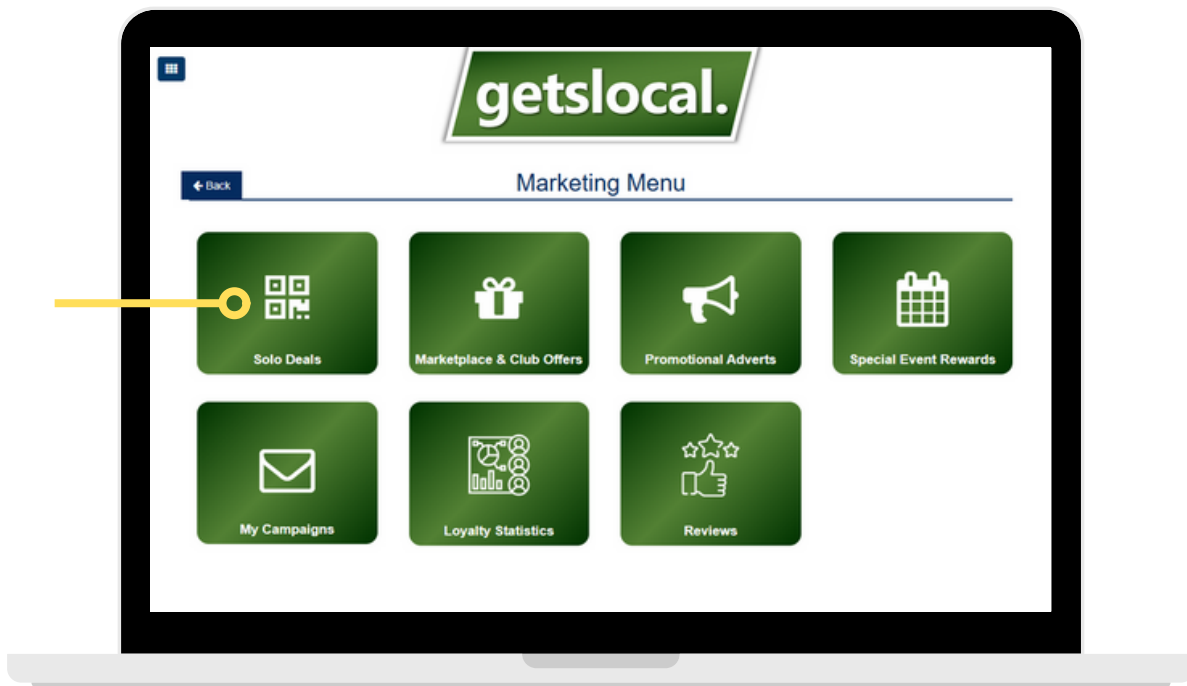 getslocal.
Back
Marketing Menu
Solo Deals
Marketplace & Club Offers
Promotional Adverts
Special Event Rewards
My Campaigns
Loyalty Statistics
Reviews